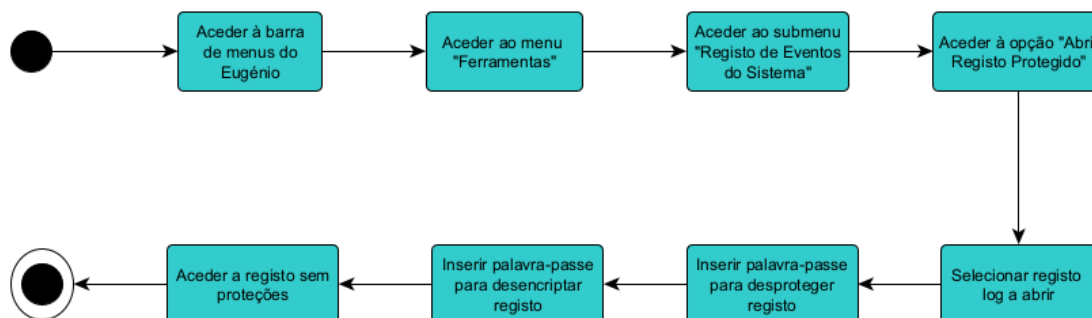 Aceder à barra
de menus do
Eugénio
Aceder ao menu
"Ferramentas"
Aceder ao submenu
"Registo de Eventos
do Sistema"
Aceder à opção "Abri
Registo Protegido"
Selecionar registo
log a abrir
Inserir palavra-passe
para desproteger
registo
Inserir palavra-passe
para desencriptar
registo
Aceder a registo sem
proteções